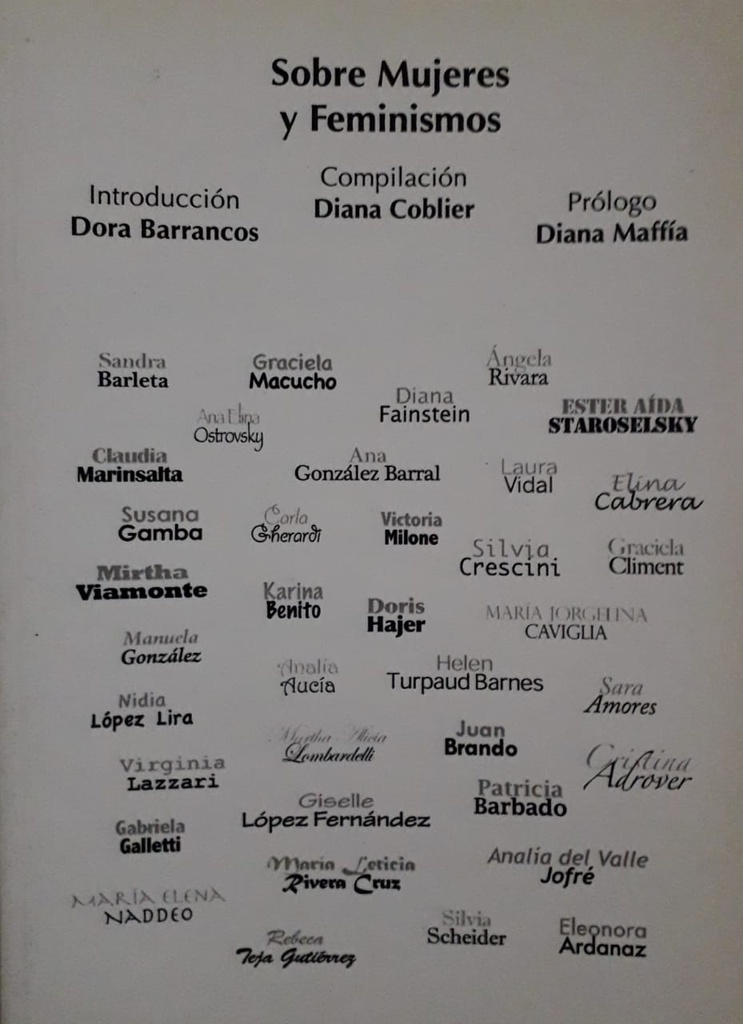 Sobre Mujeres
y Feminismos
Introducción
Dora Barrancos
Compilación
Diana Coblier
Prólogo
Diana Maffía
Sandra
Barleta
Graciela
Macucho
Ángela
Rivara
Diana
Fainstein
ESTER AÍDA
STAROSELSKY
Ana Elina
Ostrovsky
Claudia
Marinsalta
Ana
González Barral
Laura
Vidal
Elina
Cabrera
Susana
Gamba
Carla
Gherardi
Victoria
Milone
Silvia
Crescini
Graciela
Climent
Mirtha
Viamonte
Karina
Benito
Doris
Hajer
MARÍA JORGELINA
CAVIGLIA
Manuela
González
Analía
Aucía
Helen
Turpaud Barnes
Sara
Amores
Nidia
López Lira
Martha Alicia
Lombardelli
Juan
Brando
Cristina
Adrover
Virginia
Lazzari
Giselle
López Fernández
Patricia
Barbado
Gabriela
Galletti
María Leticia
Rivera Cruz
Analía del Valle
Jofré
MARÍA ELENA
NADDEO
Rebeca
Teja Gutiérrez
Silvia
Scheider
Eleonora
Ardanaz